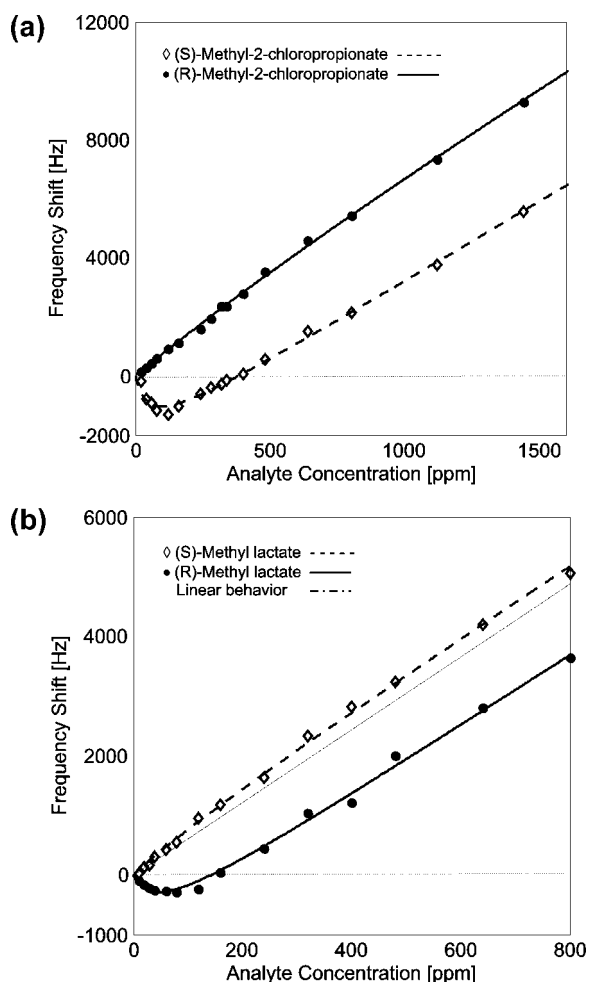 (a)
12000
(S)-Methyl-2-chloropropionate
(R)-Methyl-2-chloropropionate
8000
4000
0
-2000
Frequency Shift [Hz]
0 500 1000 1500
Analyte Concentration [ppm]
(b)
6000
(S)-Methyl lactate
(R)-Methyl lactate
Linear behavior
4000
2000
0
-1000
Frequency Shift [Hz]
0 200 400 600 800
Analyte Concentration [ppm]